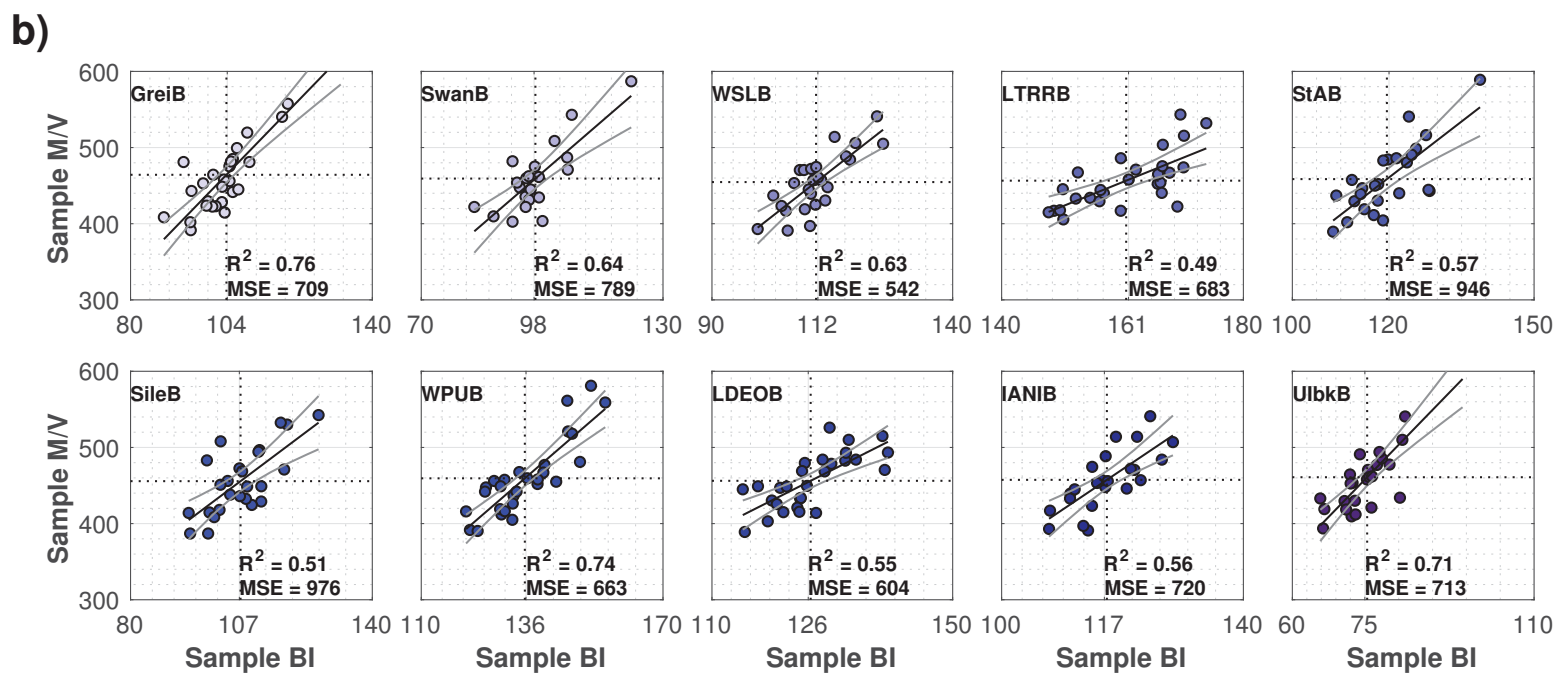 b)
600
500
400
300
Sample M/V
GreiB
R² = 0.76
MSE = 709
80 104 140
SwanB
R² = 0.64
MSE = 789
70 98 130
WSLB
R² = 0.63
MSE = 542
90 112 140
LTRRB
R² = 0.49
MSE = 683
140 161 180
StAB
R² = 0.57
MSE = 946
100 120 150
600
500
400
300
Sample M/V
SileB
R² = 0.51
MSE = 976
80 107 140
Sample BI
WPUB
R² = 0.74
MSE = 663
110 136 170
Sample BI
LDEOB
R² = 0.55
MSE = 604
110 126 150
Sample BI
IANIB
R² = 0.56
MSE = 720
100 117 140
Sample BI
UIbkB
R² = 0.71
MSE = 713
60 75 110
Sample BI